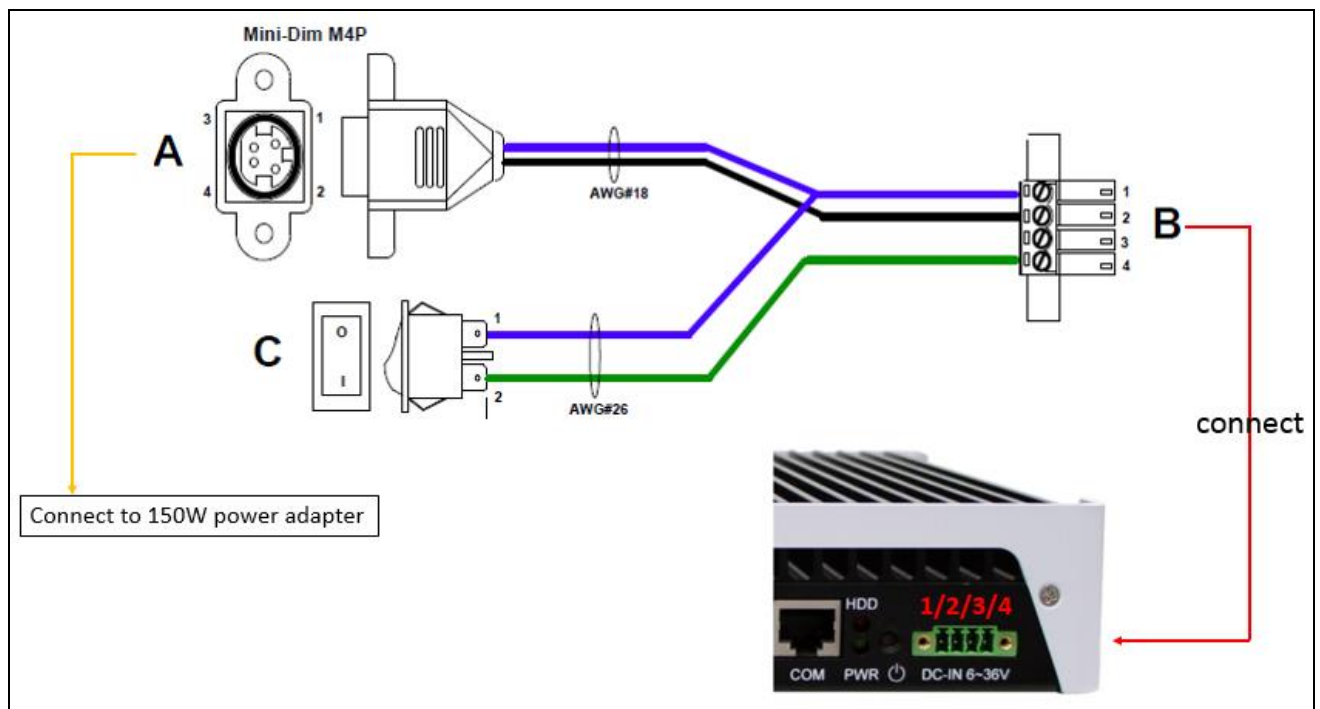 Mini-Dim M4P
3
1
A
4
2
AWG#18
1
2
3
4
B
C
O
I
1
2
AWG#26
connect
Connect to 150W power adapter
HDD
1/2/3/4
COM
PWR
DC-IN 6~36V